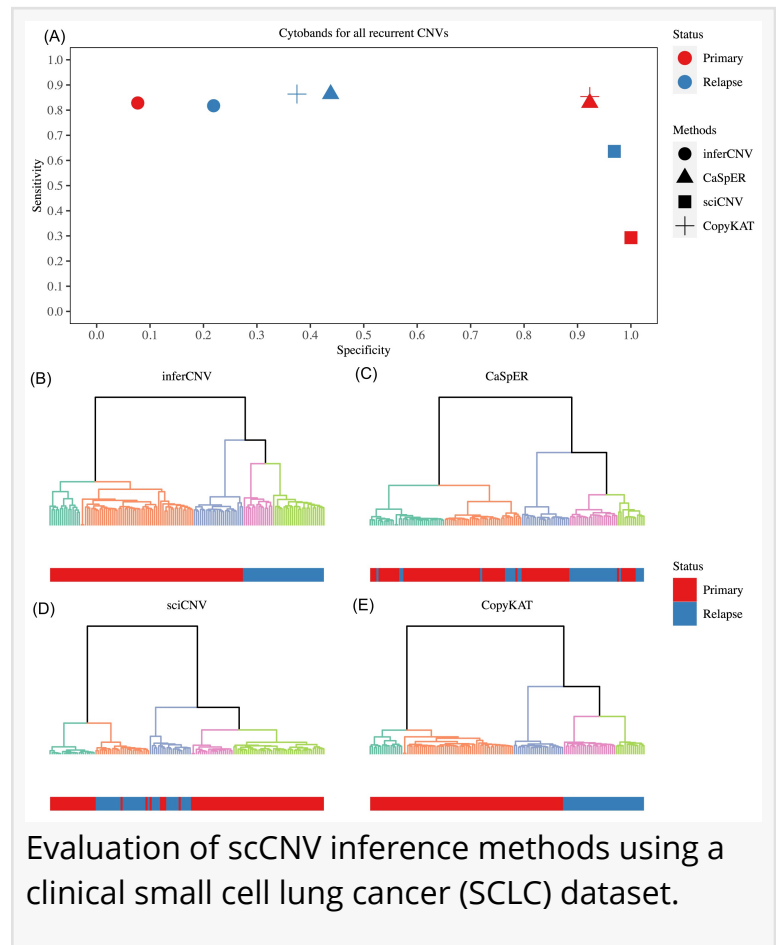 (A)
Cytobands for all recurrent CNVs
Sensitivity
1.0
0.9
0.8
0.7
0.6
0.5
0.4
0.3
0.2
0.1
0.0
0.0 0.1 0.2 0.3 0.4 0.5 0.6 0.7 0.8 0.9 1.0
Specificity
Status
Primary
Relapse
Methods
inferCNV
CaSpER
sciCNV
CopyKAT
(B) inferCNV
(C) CaSpER
(D) sciCNV
(E) CopyKAT
Status
Primary
Relapse
Evaluation of scCNV inference methods using a
clinical small cell lung cancer (SCLC) dataset.